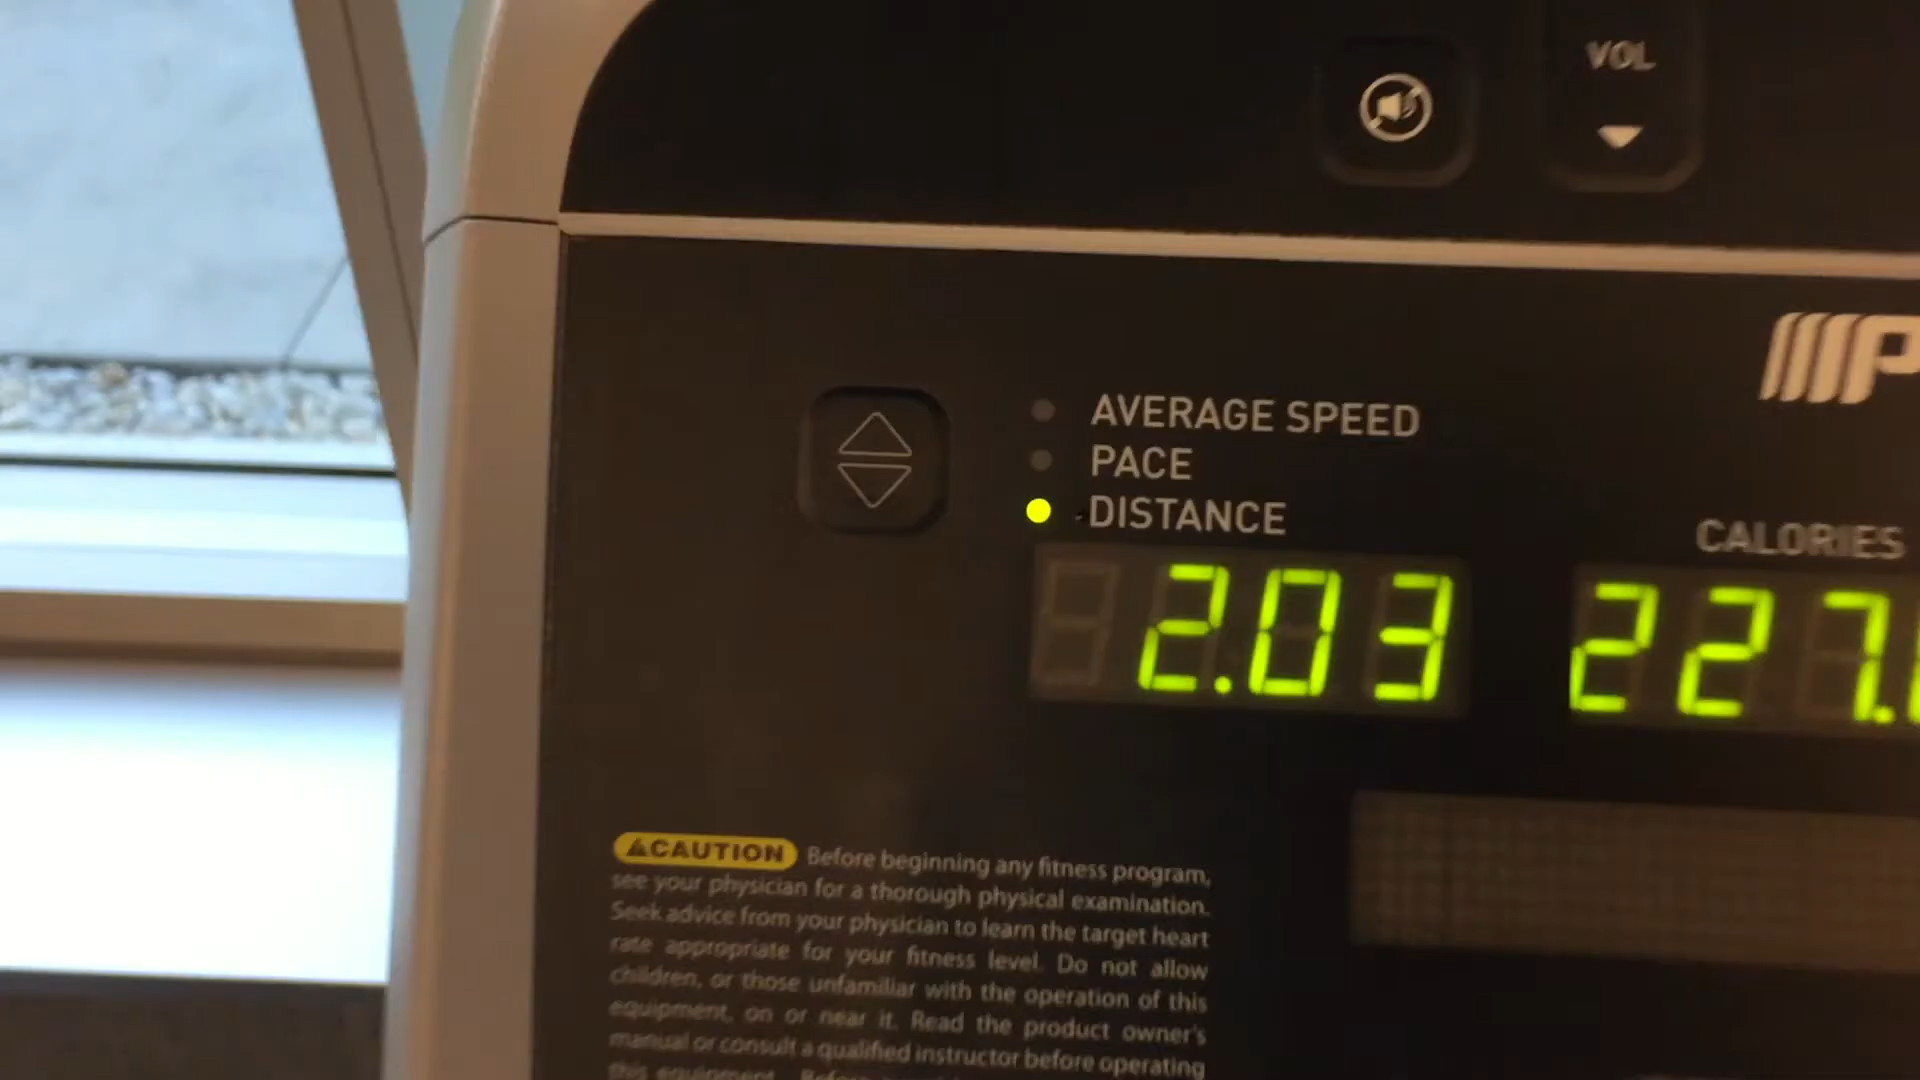 VOL
AVERAGE SPEED
PACE
DISTANCE
CALORIES
2.03
227.
CAUTION Before beginning any fitness program,
see your physician for a thorough physical examination.
Seek advice from your physician to learn the target heart
rate appropriate for your fitness level. Do not allow
children, or those unfamiliar with the operation of this
equipment, on or near it. Read the product owner's
manual or consult a qualified instructor before operating
this equipment.